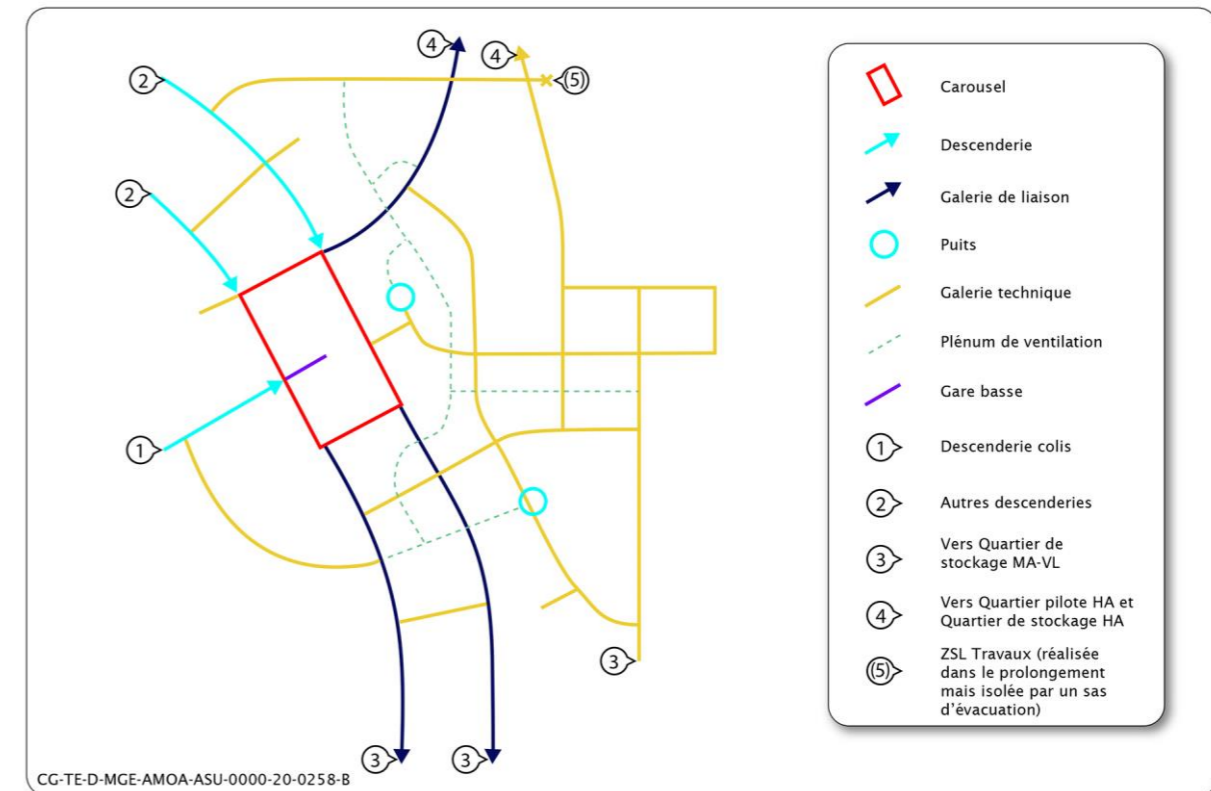 4
4
2
(5)
2
1
3
3
3
CG-TE-D-MGE-AMOA-ASU-0000-20-0258-B
Carousel
Descenderie
Galerie de liaison
Puits
Galerie technique
Plénum de ventilation
Gare basse
1 Descenderie colis
2 Autres descenderies
3 Vers Quartier de
stockage MA-VL
4 Vers Quartier pilote HA et
Quartier de stockage HA
(5) ZSL Travaux (réalisée
dans le prolongement
mais isolée par un sas
d’évacuation)